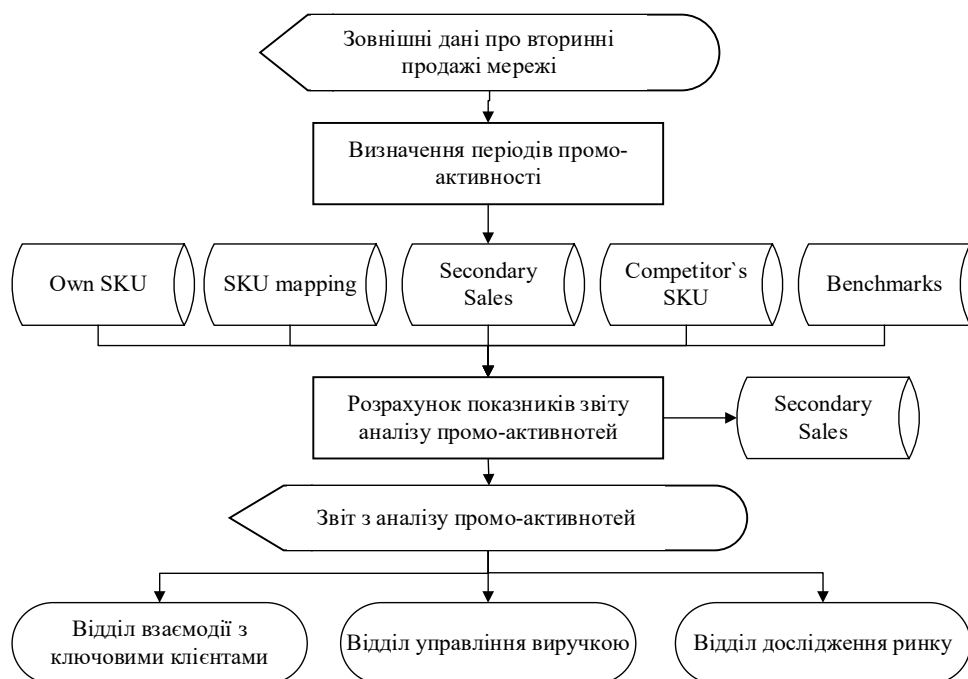 Зовнішні дані про вторинні
продажі мережі
Визначення періодів промо-
активності
Own SKU
SKU mapping
Secondary
Sales
Competitor`s
SKU
Benchmarks
Розрахунок показників звіту
аналізу промо-активнотей
Secondary
Sales
Звіт з аналізу промо-активнотей
Відділ взаємодії з
ключовими клієнтами
Відділ управління виручкою
Відділ дослідження ринку